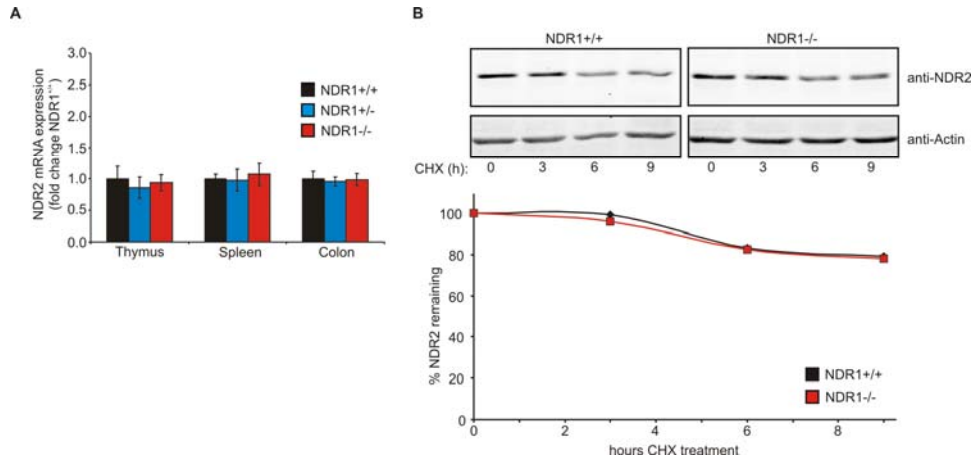 A
NDR2 mRNA expression
(fold change NDR1+/+)
3.0
2.5
2.0
1.5
1.0
0.5
0.0
NDR1+/+
NDR1+/-
NDR1-/-
Thymus Spleen Colon
B
NDR1+/+ NDR1-/-
anti-NDR2
anti-Actin
CHX (h): 0 3 6 9 0 3 6 9
% NDR2 remaining
100
80
60
40
20
0
NDR1+/+
NDR1-/-
0 2 4 6 8
hours CHX treatment